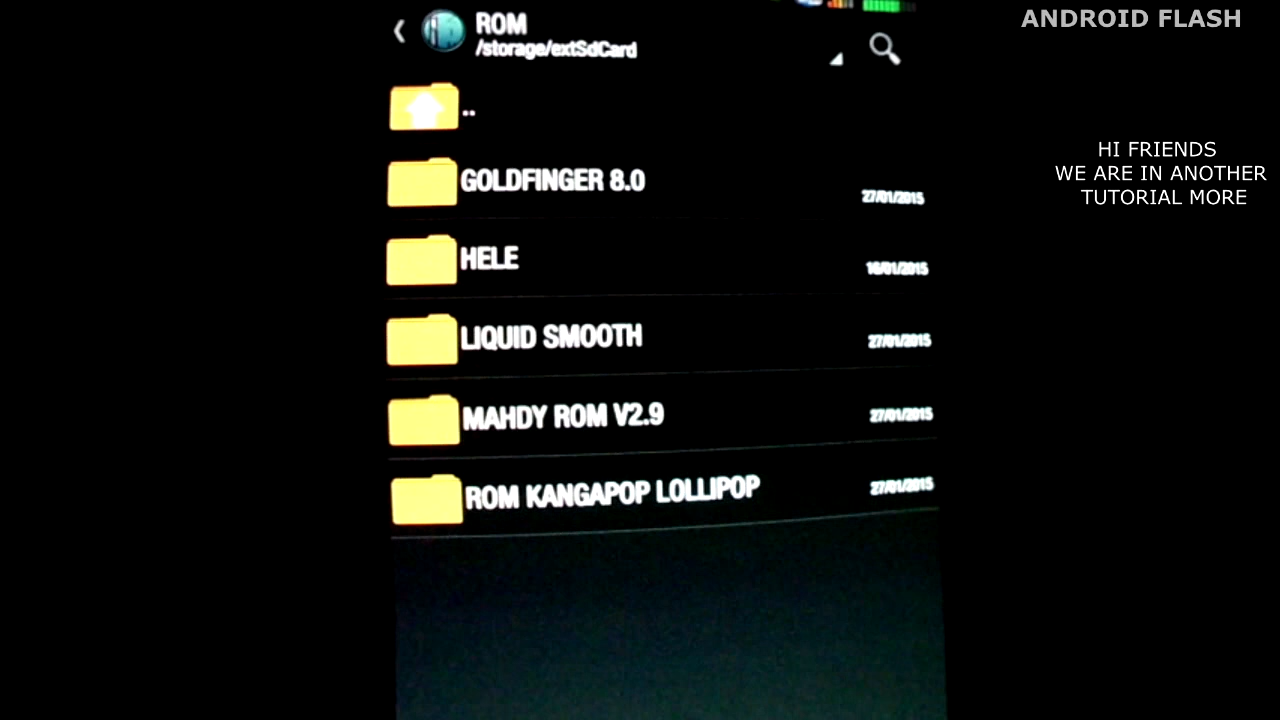 ANDROID FLASH
ROM
/storage/extSdCard
..
GOLDFINGER 8.0
27/01/2015
HELE
16/01/2015
LIQUID SMOOTH
27/01/2015
MAHDY ROM V2.9
27/01/2015
ROM KANGAPOP LOLLIPOP
27/01/2015
HI FRIENDS
WE ARE IN ANOTHER
TUTORIAL MORE